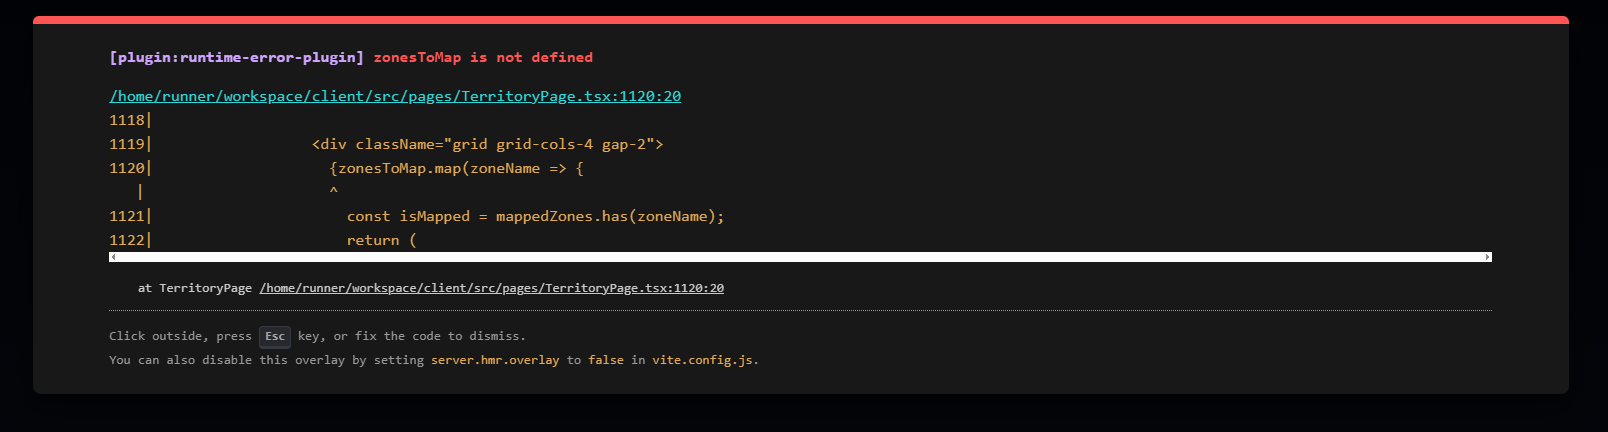 [plugin:runtime-error-plugin] zonesToMap is not defined
/home/runner/workspace/client/src/pages/TerritoryPage.tsx:1120:20
1118|
1119|                  <div className="grid grid-cols-4 gap-2">
1120|                    {zonesToMap.map(zoneName => {
   |                    ^
1121|                      const isMapped = mappedZones.has(zoneName);
1122|                      return (
at TerritoryPage /home/runner/workspace/client/src/pages/TerritoryPage.tsx:1120:20
Click outside, press Esc key, or fix the code to dismiss.
You can also disable this overlay by setting server.hmr.overlay to false in vite.config.js.